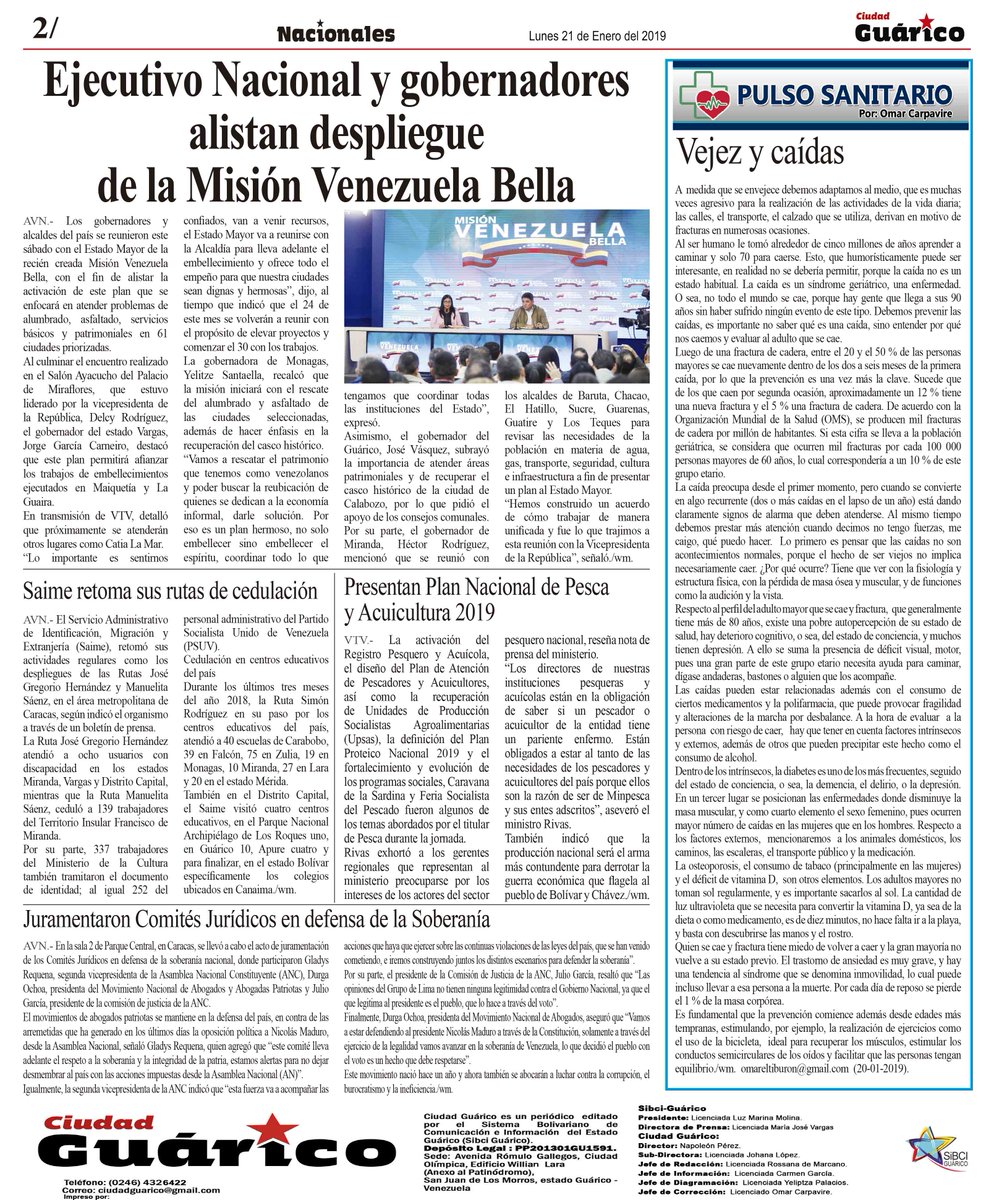 2/
Nacionales
Lunes 21 de Enero del 2019
Ciudad
Guárico
Ejecutivo Nacional y gobernadores
alistan despliegue
de la Misión Venezuela Bella
AVN.- Los gobernadores y
alcaldes del país se reunieron este
sábado con el Estado Mayor de la
recién creada Misión Venezuela
Bella, con el fin de alistar la
activación de este plan que se
enfocará en atender problemas de
alumbrado, asfaltado, servicios
básicos y patrimoniales en 61
ciudades priorizadas.
Al culminar el encuentro realizado
en el Salón Ayacucho del Palacio
de Miraflores, que estuvo
liderado por la vicepresidenta de
la República, Delcy Rodríguez,
el gobernador del estado Vargas,
Jorge García Carneiro, destacó
que este plan permitirá afianzar
los trabajos de embellecimientos
ejecutados en Maiquetía y La
Guaira.
En transmisión de VTV, detalló
que próximamente se atenderán
otros lugares como Catia La Mar.
“Lo importante es sentirnos
confiados, van a venir recursos,
el Estado Mayor va a reunirse con
la Alcaldía para lleva adelante el
embellecimiento y ofrece todo el
empeño para que nuestra ciudades
sean dignas y hermosas”, dijo, al
tiempo que indicó que el 24 de
este mes se volverán a reunir con
el propósito de elevar proyectos y
comenzar el 30 con los trabajos.
La gobernadora de Monagas,
Yelitze Santaella, recalcó que
la misión iniciará con el rescate
del alumbrado y asfaltado de
las ciudades seleccionadas,
además de hacer énfasis en la
recuperación del casco histórico.
“Vamos a rescatar el patrimonio
que tenemos como venezolanos
y poder buscar la reubicación de
quienes se dedican a la economía
informal, darle solución. Por
eso es un plan hermoso, no solo
embellecer sino embellecer el
espíritu, coordinar todo lo que
MISIÓN
VENEZUELA
BELLA
tengamos que coordinar todas
las instituciones del Estado”,
expresó.
Asimismo, el gobernador del
Guárico, José Vásquez, subrayó
la importancia de atender áreas
patrimoniales y de recuperar el
casco histórico de la ciudad de
Calabozo, por lo que pidió el
apoyo de los consejos comunales.
Por su parte, el gobernador de
Miranda, Héctor Rodríguez,
mencionó que se reunió con
los alcaldes de Baruta, Chacao,
El Hatillo, Sucre, Guarenas,
Guatire y Los Teques para
revisar las necesidades de la
población en materia de agua,
gas, transporte, seguridad, cultura
e infraestructura a fin de presentar
un plan al Estado Mayor.
“Hemos construido un acuerdo
de cómo trabajar de manera
unificada y fue lo que trajimos a
esta reunión con la Vicepresidenta
de la República”, señaló./wm.
Saime retoma sus rutas de cedulación
AVN.- El Servicio Administrativo
de Identificación, Migración y
Extranjería (Saime), retomó sus
actividades regulares como los
despliegues de las Rutas José
Gregorio Hernández y Manuelita
Sáenz, en el área metropolitana de
Caracas, según indicó el organismo
a través de un boletín de prensa.
La Ruta José Gregorio Hernández
atendió a ocho usuarios con
discapacidad en los estados
Miranda, Vargas y Distrito Capital,
mientras que la Ruta Manuelita
Sáenz, ceduló a 139 trabajadores
del Territorio Insular Francisco de
Miranda.
Por su parte, 337 trabajadores
del Ministerio de la Cultura
también tramitaron el documento
de identidad; al igual 252 del
personal administrativo del Partido
Socialista Unido de Venezuela
(PSUV).
Cedulación en centros educativos
del país
Durante los últimos tres meses
del año 2018, la Ruta Simón
Rodríguez en su paso por los
centros educativos del país,
atendió a 40 escuelas de Carabobo,
39 en Falcón, 75 en Zulia, 19 en
Monagas, 10 Miranda, 27 en Lara
y 20 en el estado Mérida.
También en el Distrito Capital,
el Saime visitó cuatro centros
educativos, en el Parque Nacional
Archipiélago de Los Roques uno,
en Guárico 10, Apure cuatro y
para finalizar, en el estado Bolívar
específicamente los colegios
ubicados en Canaima./wm.
Presentan Plan Nacional de Pesca
y Acuicultura 2019
VTV.- La activación del
Registro Pesquero y Acuícola,
el diseño del Plan de Atención
de Pescadores y Acuicultores,
así como la recuperación
de Unidades de Producción
Socialistas Agroalimentarias
(Upsas), la definición del Plan
Proteico Nacional 2019 y el
fortalecimiento y evolución de
los programas sociales, Caravana
de la Sardina y Feria Socialista
del Pescado fueron algunos de
los temas abordados por el titular
de Pesca durante la jornada.
Rivas exhortó a los gerentes
regionales que representan al
ministerio preocuparse por los
intereses de los actores del sector
pesquero nacional, reseña nota de
prensa del ministerio.
“Los directores de nuestras
instituciones pesqueras y
acuícolas están en la obligación
de saber si un pescador o
acuicultor de la entidad tiene
un pariente enfermo. Están
obligados a estar al tanto de las
necesidades de los pescadores y
acuicultores del país porque ellos
son la razón de ser de Minpesca
y sus entes adscritos”, aseveró el
ministro Rivas.
También indicó que la
producción nacional será el arma
más contundente para derrotar la
guerra económica que flagela al
pueblo de Bolívar y Chávez./wm.
Juramentaron Comités Jurídicos en defensa de la Soberanía
AVN.- En la sala 2 de Parque Central, en Caracas, se llevó a cabo el acto de juramentación
de los Comités Jurídicos en defensa de la soberanía nacional, donde participaron Gladys
Requena, segunda vicepresidenta de la Asamblea Nacional Constituyente (ANC), Durga
Ochoa, presidenta del Movimiento Nacional de Abogados y Abogadas Patriotas y Julio
García, presidente de la comisión de justicia de la ANC.
El movimientos de abogados patriotas se mantiene en la defensa del país, en contra de las
arremetidas que ha generado en los últimos días la oposición política a Nicolás Maduro,
desde la Asamblea Nacional, señaló Gladys Requena, quien agregó que “este comité lleva
adelante el respeto a la soberanía y la integridad de la patria, estamos alertas para no dejar
desmembrar al país con las acciones impuestas desde la Asamblea Nacional (AN)”.
Igualmente, la segunda vicepresidenta de la ANC indicó que “esta fuerza va a acompañar las
acciones que haya que ejercer sobre las continuas violaciones de las leyes del país, que se han venido
cometiendo, e iremos construyendo juntos los distintos escenarios para defender la soberanía”.
Por su parte, el presidente de la Comisión de Justicia de la ANC, Julio García, resaltó que “Las
opiniones del Grupo de Lima no tienen ninguna legitimidad contra el Gobierno Nacional, ya que el
que legitima al presidente es el pueblo, que lo hace a través del voto”.
Finalmente, Durga Ochoa, presidenta del Movimiento Nacional de Abogados, aseguró que “Vamos
a estar defendiendo al presidente Nicolás Maduro a través de la Constitución, solamente a través del
ejercicio de la legalidad vamos avanzar en la soberanía de Venezuela, lo que decidió el pueblo con
el voto es un hecho que debe respetarse”.
Este movimiento nació hace un año y ahora también se abocarán a luchar contra la corrupción, el
burocratismo y la ineficiencia./wm.
PULSO SANITARIO
Por: Omar Carpavire
Vejez y caídas
A medida que se envejece debemos adaptarnos al medio, que es muchas
veces agresivo para la realización de las actividades de la vida diaria;
las calles, el transporte, el calzado que se utiliza, derivan en motivo de
fracturas en numerosas ocasiones.
Al ser humano le tomó alrededor de cinco millones de años aprender a
caminar y solo 70 para caerse. Esto, que humorísticamente puede ser
interesante, en realidad no se debería permitir, porque la caída no es un
estado habitual. La caída es un síndrome geriátrico, una enfermedad.
O sea, no todo el mundo se cae, porque hay gente que llega a sus 90
años sin haber sufrido ningún evento de este tipo. Debemos prevenir las
caídas, es importante no saber qué es una caída, sino entender por qué
nos caemos y evaluar al adulto que se cae.
Luego de una fractura de cadera, entre el 20 y el 50 % de las personas
mayores se cae nuevamente dentro de los dos a seis meses de la primera
caída, por lo que la prevención es una vez más la clave. Sucede que
de los que caen por segunda ocasión, aproximadamente un 12 % tiene
una nueva fractura y el 5 % una fractura de cadera. De acuerdo con la
Organización Mundial de la Salud (OMS), se producen mil fracturas
de cadera por millón de habitantes. Si esta cifra se lleva a la población
geriátrica, se considera que ocurren mil fracturas por cada 100 000
personas mayores de 60 años, lo cual correspondería a un 10 % de este
grupo etario.
La caída preocupa desde el primer momento, pero cuando se convierte
en algo recurrente (dos o más caídas en el lapso de un año) está dando
claramente signos de alarma que deben atenderse. Al mismo tiempo
debemos prestar más atención cuando decimos no tengo fuerzas, me
caigo, qué puedo hacer. Lo primero es pensar que las caídas no son
acontecimientos normales, porque el hecho de ser viejos no implica
necesariamente caer. ¿Por qué ocurre? Tiene que ver con la fisiología y
estructura física, con la pérdida de masa ósea y muscular, y de funciones
como la audición y la vista.
Respecto al perfil del adulto mayor que se cae y fractura, que generalmente
tiene más de 80 años, existe una pobre autopercepción de su estado de
salud, hay deterioro cognitivo, o sea, del estado de conciencia, y muchos
tienen depresión. A ello se suma la presencia de déficit visual, motor,
pues una gran parte de este grupo etario necesita ayuda para caminar,
dígase andaderas, bastones o alguien que los acompañe.
Las caídas pueden estar relacionadas además con el consumo de
ciertos medicamentos y la polifarmacia, que puede provocar fragilidad
y alteraciones de la marcha por desbalance. A la hora de evaluar a la
persona con riesgo de caer, hay que tener en cuenta factores intrínsecos
y externos, además de otros que pueden precipitar este hecho como el
consumo de alcohol.
Dentro de los intrínsecos, la diabetes es uno de los más frecuentes, seguido
del estado de conciencia, o sea, la demencia, el delirio, o la depresión.
En un tercer lugar se posicionan las enfermedades donde disminuye la
masa muscular, y como cuarto elemento el sexo femenino, pues ocurren
mayor número de caídas en las mujeres que en los hombres. Respecto a
los factores externos, mencionaremos a los animales domésticos, los
caminos, las escaleras, el transporte público y la medicación.
La osteoporosis, el consumo de tabaco (principalmente en las mujeres)
y el déficit de vitamina D, son otros elementos. Los adultos mayores no
toman sol regularmente, y es importante sacarlos al sol. La cantidad de
luz ultravioleta que se necesita para convertir la vitamina D, ya sea de la
dieta o como medicamento, es de diez minutos, no hace falta ir a la playa,
y basta con descubrirse las manos y el rostro.
Quien se cae y fractura tiene miedo de volver a caer y la gran mayoría no
vuelve a su estado previo. El trastorno de ansiedad es muy grave, y hay
una tendencia al síndrome que se denomina inmovilidad, lo cual puede
incluso llevar a esa persona a la muerte. Por cada día de reposo se pierde
el 1 % de la masa corpórea.
Es fundamental que la prevención comience además desde edades más
tempranas, estimulando, por ejemplo, la realización de ejercicios como
el uso de la bicicleta, ideal para recuperar los músculos, estimular los
conductos semicirculares de los oídos y facilitar que las personas tengan
equilibrio./wm. omareltiburon@gmail.com (20-01-2019).
Ciudad
Guárico
Teléfono: (0246) 4326422
Correo: ciudadguarico@gmail.com
Impreso por:
Ciudad Guárico es un periódico editado
por el Sistema Bolivariano de
Comunicación e Información del Estado
Guárico (Sibci Guárico).
Depósito Legal : PP201301GU1591.
Sede: Avenida Rómulo Gallegos, Ciudad
Olímpica, Edificio Willian Lara
(Anexo al Patinódromo).
San Juan de Los Morros, estado Guárico -
Venezuela
Sibci-Guárico
Presidente: Licenciada Luz Marina Molina.
Directora de Prensa: Licenciada María José Vargas
Ciudad Guárico:
Director: Napoleón Pérez.
Sub-Directora: Licenciada Johana López.
Jefe de Redacción: Licenciada Rossana de Marcano.
Jefe de Información: Licenciada Carmen García.
Jefe de Diagramación: Licenciada Yeliptza Palacios.
Jefe de Corrección: Licenciado Omar Carpavire.
SiBCI
GUÁRICO